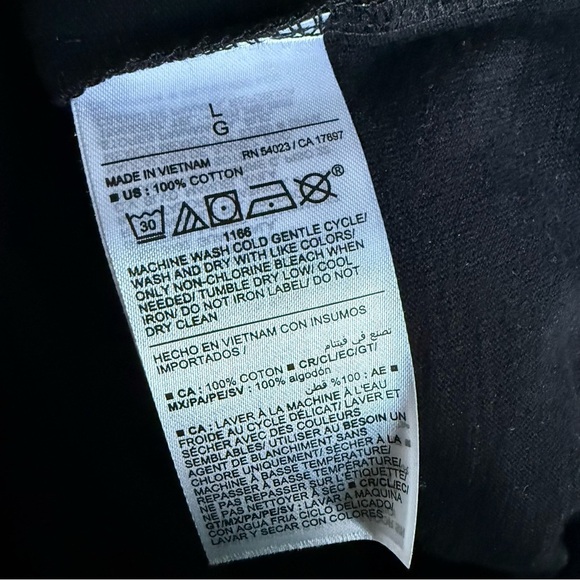 L
G
MADE IN VIETNAM RN 54023 / CA 17897
■ US : 100% COTTON
30
®
1166
MACHINE WASH COLD GENTLE CYCLE/
WASH AND DRY WITH LIKE COLORS/
ONLY NON-CHLORINE BLEACH WHEN
NEEDED/ TUMBLE DRY LOW/ COOL
IRON/ DO NOT IRON LABEL/ DO NOT
DRY CLEAN
HECHO EN VIETNAM CON INSUMOS
IMPORTADOS / صنع في فيتنام
■ CA : 100% COTON ■ CR/CL/EC/GT/
MX/PA/PE/SV : 100% algodón
■ AE : 100% قطن
■ CA : LAVER À LA MACHINE À L'EAU
FROIDE AU CYCLE DÉLICAT/ LAVER ET
SÉCHER AVEC DES COULEURS
SEMBLABLES/ UTILISER AU BESOIN UN
AGENT DE BLANCHIMENT SANS
CHLORE UNIQUEMENT/ SÉCHER À LA
MACHINE À BASSE TEMPÉRATURE/
REPASSER À BASSE TEMPÉRATURE/
NE PAS REPASSER SUR L'ÉTIQUETTE/
NE PAS NETTOYER À SEC ■ CR/CL/EC/
GT/MX/PA/PE/SV : LAVAR A MAQUINA
CON AGUA FRIA CICLO DELICADO/
LAVAR Y SECAR CON COLORES